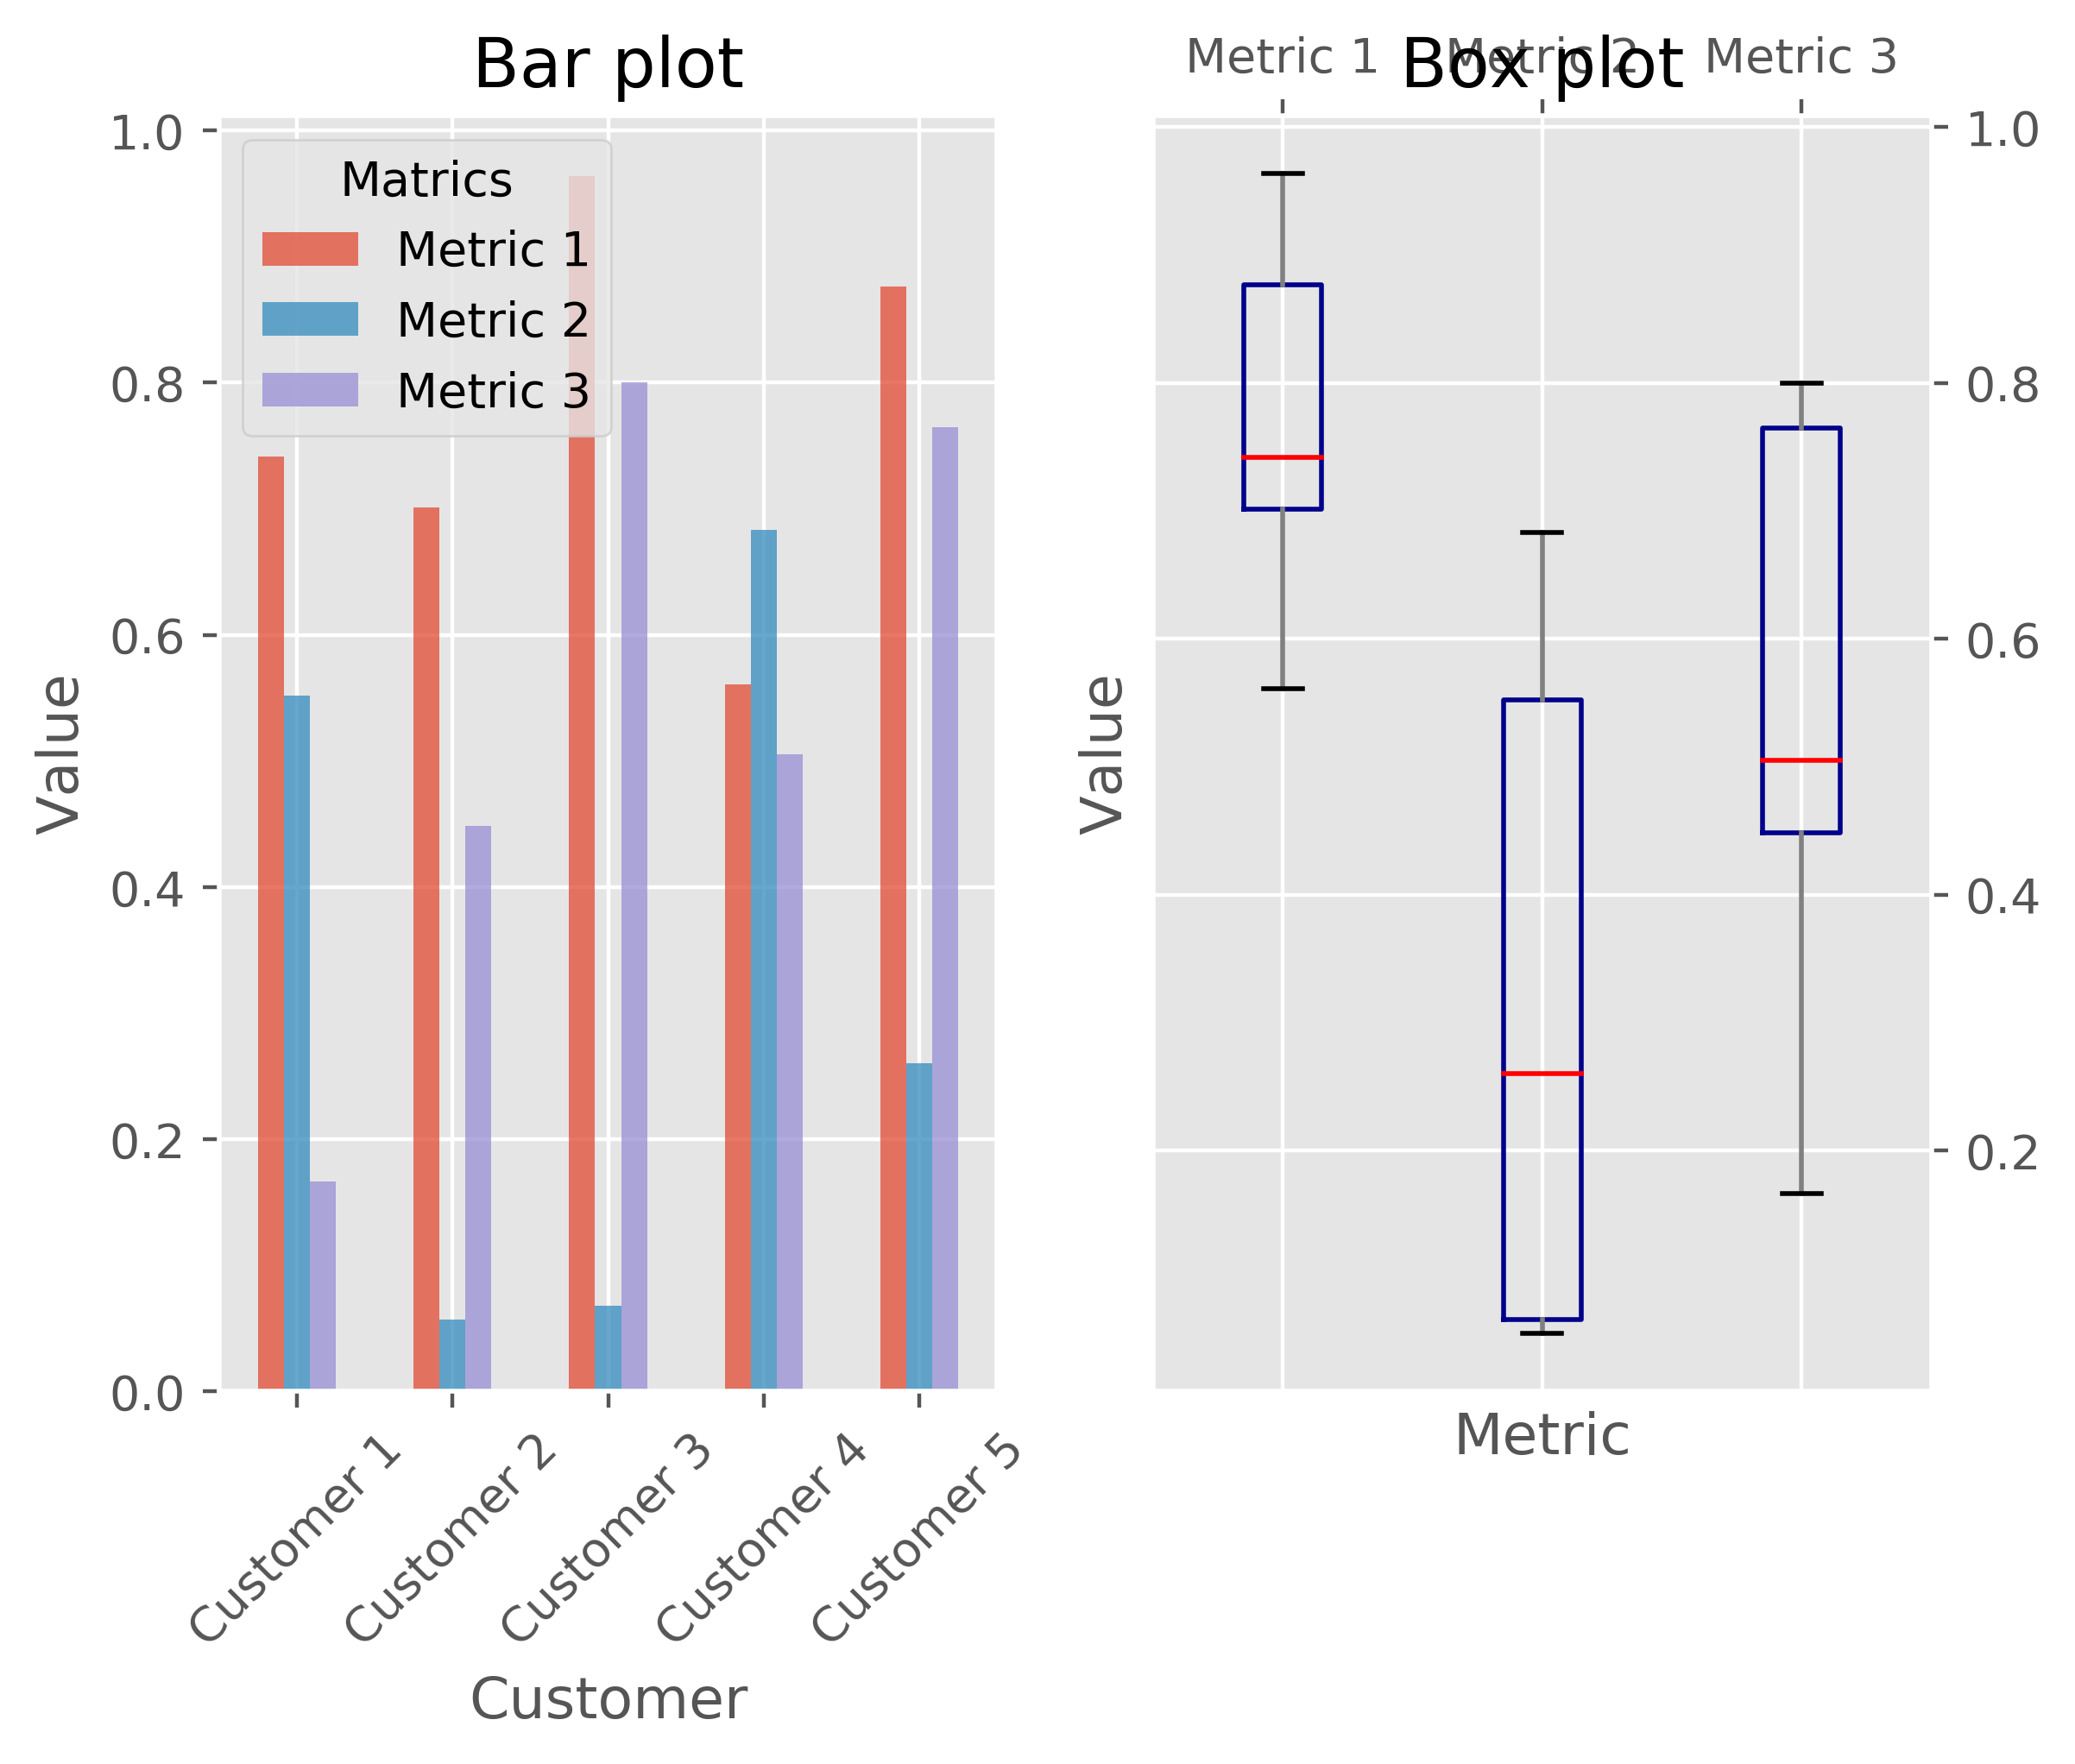 Bar plot
1.0
0.8
0.6
0.4
0.2
0.0
Value
Matrics
Metric 1
Metric 2
Metric 3
Customer 1
Customer 2
Customer 3
Customer 4
Customer 5
Customer
Box plot
Metric 1
Metric 2
Metric 3
Value
1.0
0.8
0.6
0.4
0.2
Metric